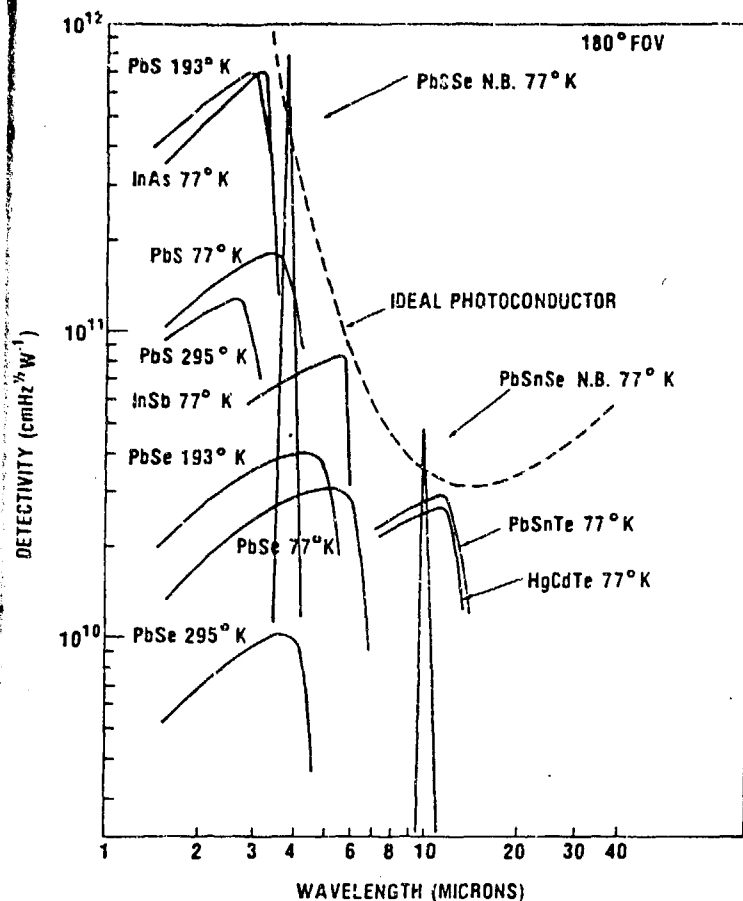 10¹²
180° FOV
PbS 193° K
PbSSe N.B. 77° K
InAs 77° K
PbS 77° K
IDEAL PHOTOCONDUCTOR
10¹¹
PbS 295° K
PbSnSe N.B. 77° K
InSb 77° K
PbSe 193° K
PbSnTe 77° K
PbSe 77° K
HgCdTe 77° K
10¹⁰
PbSe 295° K
DETECTIVITY (cmHz^½W⁻¹)
1 2 3 4 6 10 20 30 40
WAVELENGTH (MICRONS)